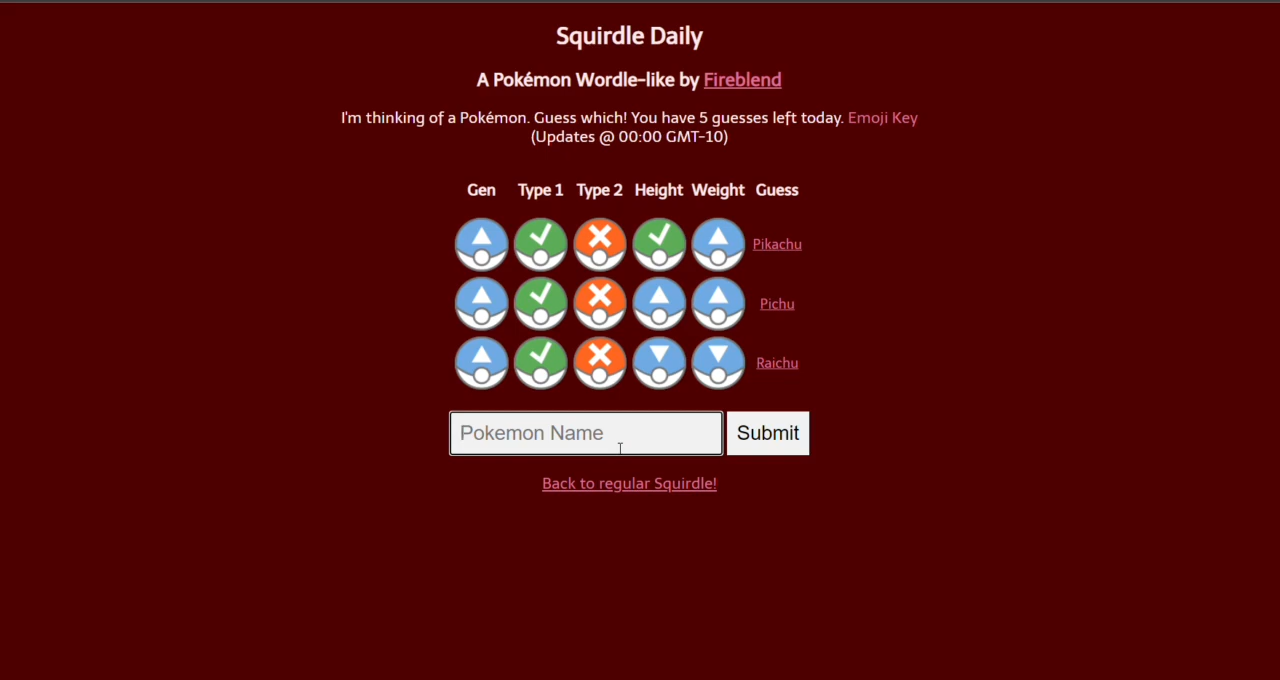 Squirdle Daily
A Pokémon Wordle-like by Fireblend
I'm thinking of a Pokémon. Guess which! You have 5 guesses left today. Emoji Key
(Updates @ 00:00 GMT-10)
Gen Type 1 Type 2 Height Weight Guess
Pikachu
Pichu
Raichu
Pokemon Name Submit
Back to regular Squirdle!